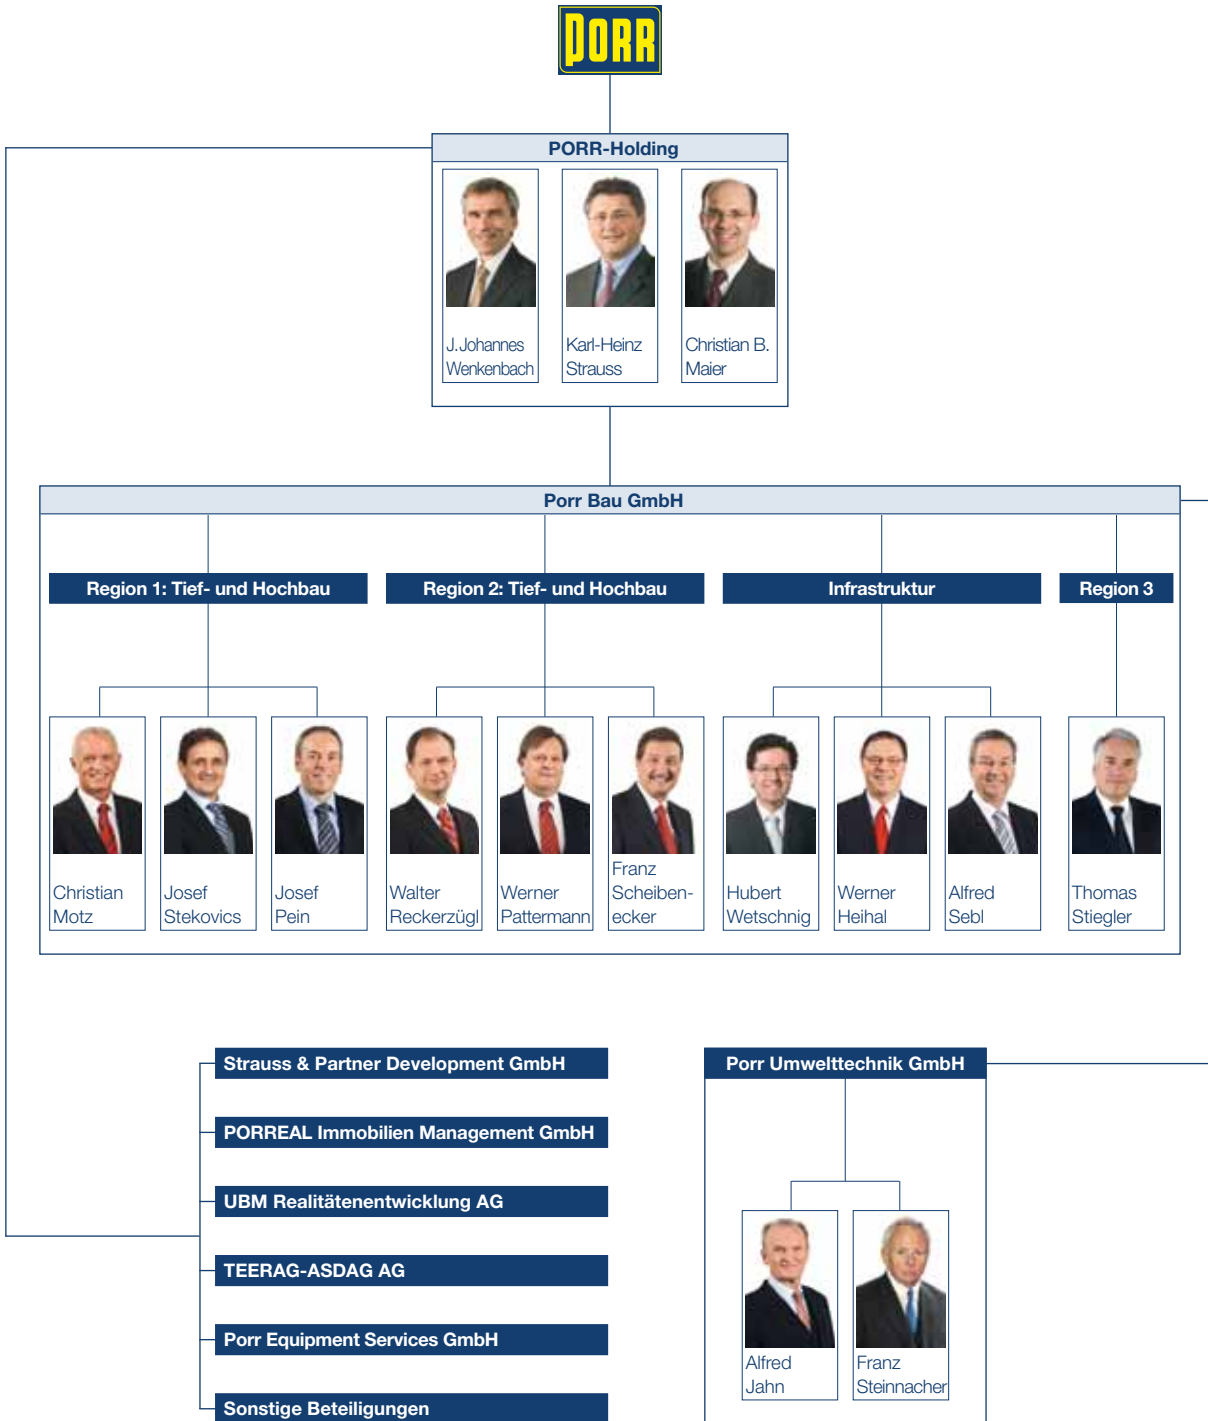 PORR
PORR-Holding
J. Johannes
Wenkenbach
Karl-Heinz
Strauss
Christian B.
Maier
Porr Bau GmbH
Region 1: Tief- und Hochbau
Region 2: Tief- und Hochbau
Infrastruktur
Region 3
Christian
Motz
Josef
Stekovics
Josef
Pein
Walter
Reckerzügl
Werner
Pattermann
Franz
Scheiben-
ecker
Hubert
Wetschnig
Werner
Heihal
Alfred
Sebl
Thomas
Stiegler
Strauss & Partner Development GmbH
PORREAL Immobilien Management GmbH
UBM Realitätenentwicklung AG
TEERAG-ASDAG AG
Porr Equipment Services GmbH
Sonstige Beteiligungen
Porr Umwelttechnik GmbH
Alfred
Jahn
Franz
Steinnacher